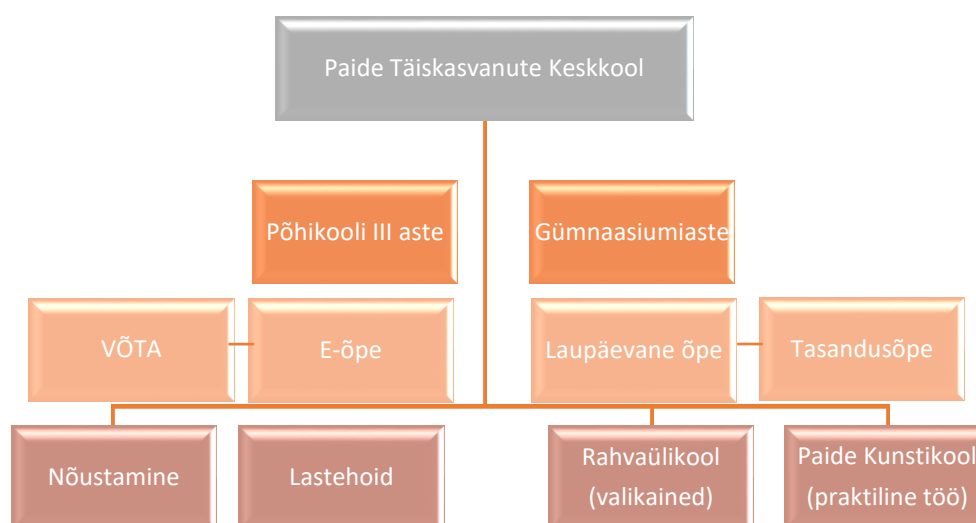 Paide Täiskasvanute Keskkool
Põhikooli III aste
Gümnaasiumiaste
VÕTA
E-õpe
Laupäevane õpe
Tasandusõpe
Nõustamine
Lastehoid
Rahvaülikool
(valikained)
Paide Kunstikool
(praktiline töö)